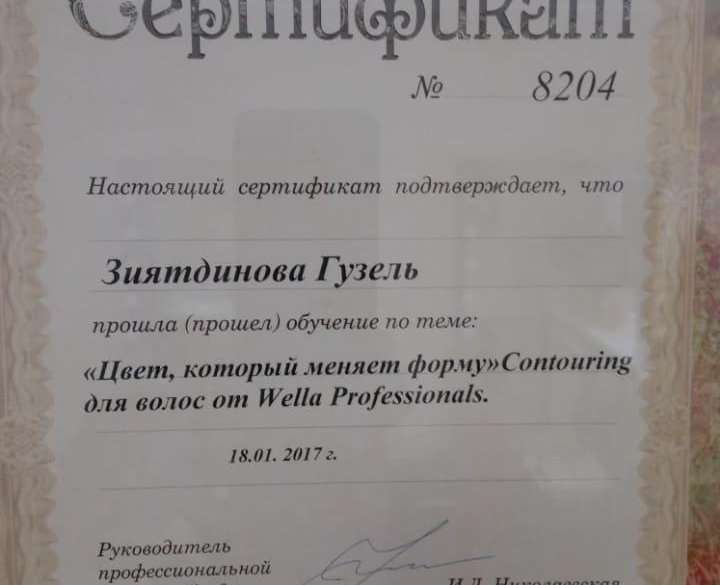 Сертификат
№ 8204
Настоящий сертификат подтверждает, что
Зиятдинова Гузель
прошла (прошел) обучение по теме:
«Цвет, который меняет форму»Contouring
для волос от Wella Professionals.
18.01. 2017 г.
Руководитель
профессиональной